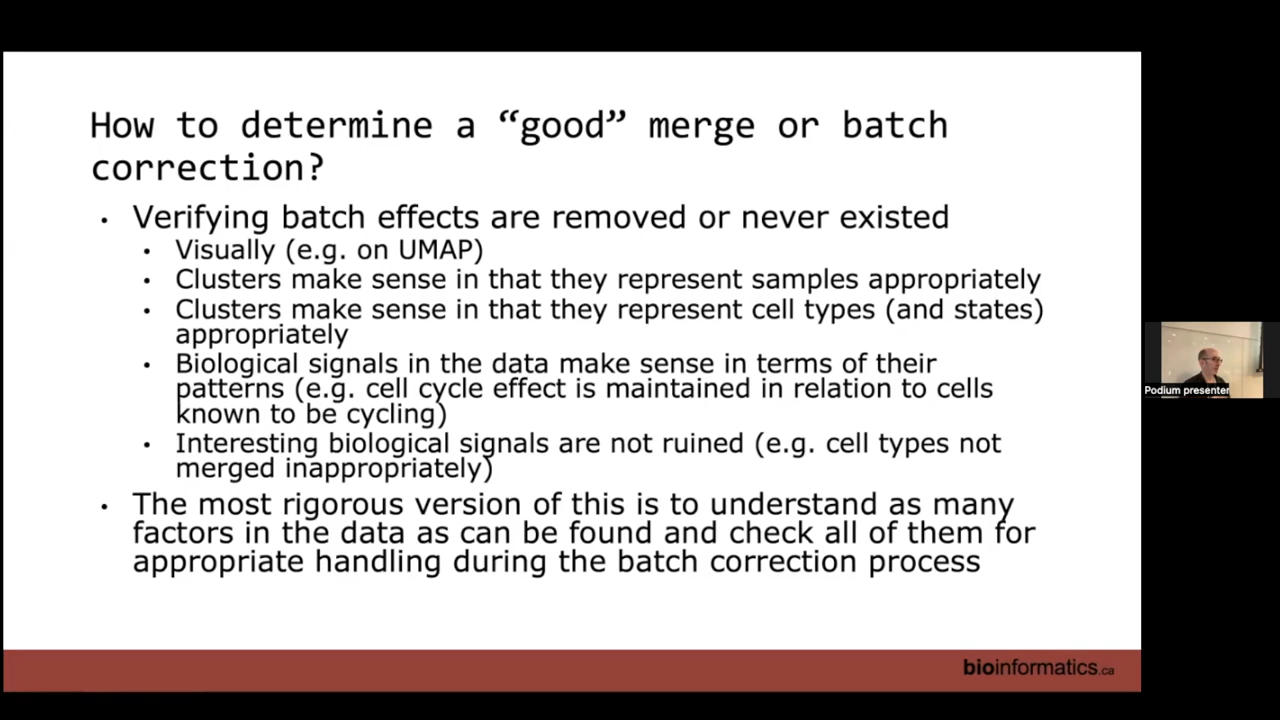 How to determine a “good” merge or batch
correction?
• Verifying batch effects are removed or never existed
• Visually (e.g. on UMAP)
• Clusters make sense in that they represent samples appropriately
• Clusters make sense in that they represent cell types (and states)
appropriately
• Biological signals in the data make sense in terms of their
patterns (e.g. cell cycle effect is maintained in relation to cells
known to be cycling)
• Interesting biological signals are not ruined (e.g. cell types not
merged inappropriately)
• The most rigorous version of this is to understand as many
factors in the data as can be found and check all of them for
appropriate handling during the batch correction process
bioinformatics.ca
Podium presenter